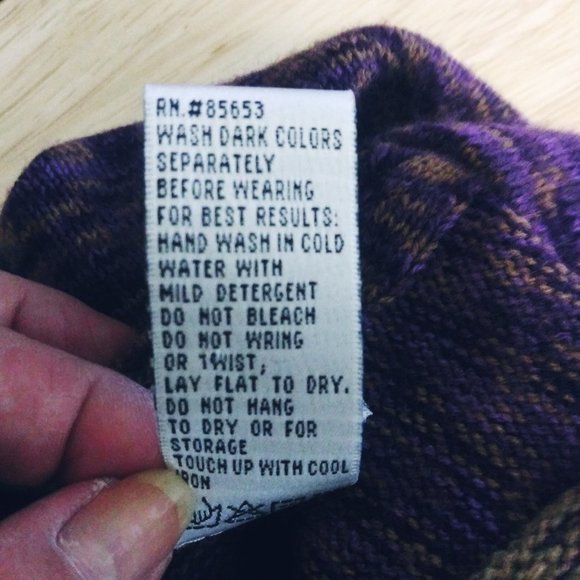 RN.#85653
WASH DARK COLORS
SEPARATELY
BEFORE WEARING
FOR BEST RESULTS:
HAND WASH IN COLD
WATER WITH
MILD DETERGENT
DO NOT BLEACH
DO NOT WRING
OR TWIST,
LAY FLAT TO DRY.
DO NOT HANG
TO DRY OR FOR
STORAGE
TOUCH UP WITH COOL
IRON